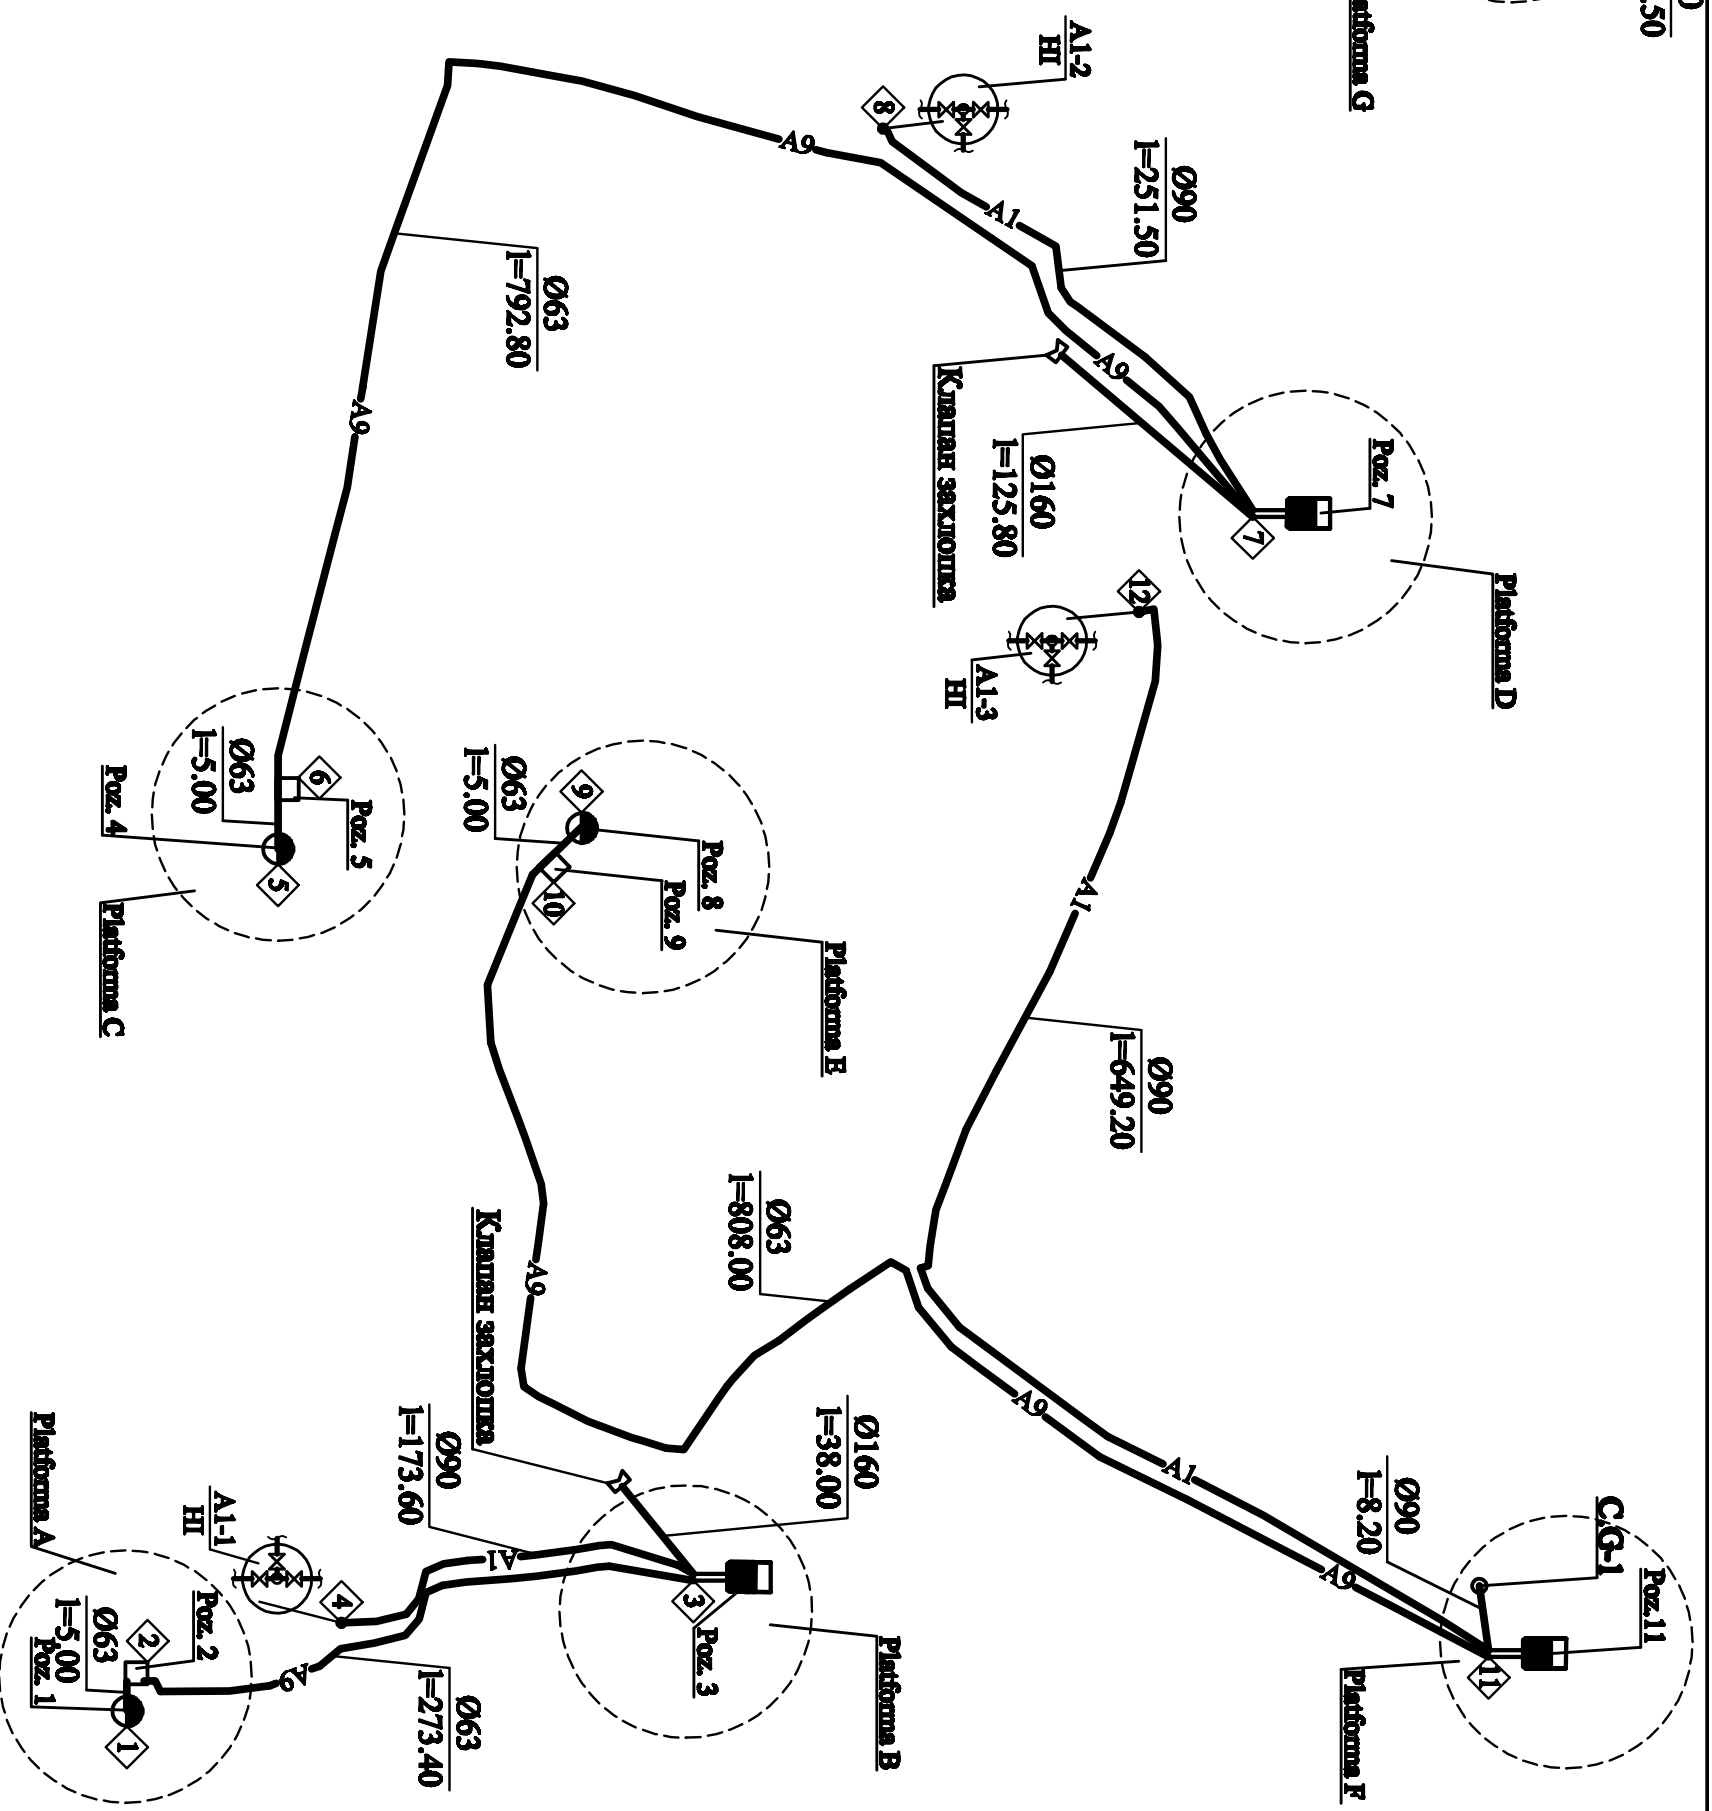 0
.50
atforma G
A1-2
HI
8
Ø90
l=251.50
A9
A1
A9
Ø63
l=792.80
A9
Клапан захлопка
Ø160
l=125.80
Poz. 7
7
Platforma D
12
A1-3
HI
A1
Ø90
l=649.20
Ø63
l=5.00
6
Poz. 5
Poz. 4
5
Platforma C
Ø63
l=5.00
9
Poz. 8
Poz. 9
10
Platforma E
Ø63
l=808.00
A9
Клапан захлопка
A9
A1
A9
Ø90
l=8.20
C,G-1
Poz.11
11
Platforma F
Ø160
l=38.00
Ø90
l=173.60
A1
3
Poz. 3
Platforma B
Ø63
l=273.40
A9
A1-1
HI
4
Platforma A
Poz. 2
2
Ø63
l=5.00
Poz. 1
1